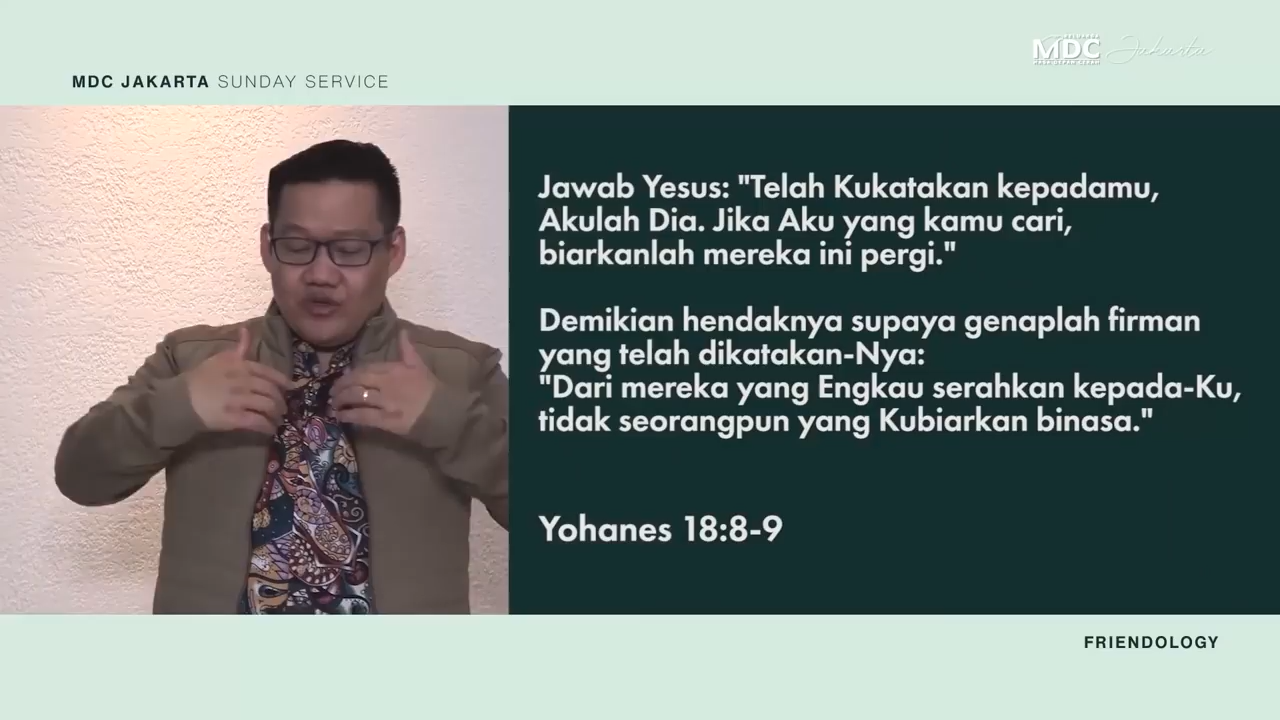 MDC Jakarta
MDC JAKARTA SUNDAY SERVICE
Jawab Yesus: "Telah Kukatakan kepadamu,
Akulah Dia. Jika Aku yang kamu cari,
biarkanlah mereka ini pergi."
Demikian hendaknya supaya genaplah firman
yang telah dikatakan-Nya:
"Dari mereka yang Engkau serahkan kepada-Ku,
tidak seorangpun yang Kubiarkan binasa."
Yohanes 18:8-9
FRIENDOLOGY